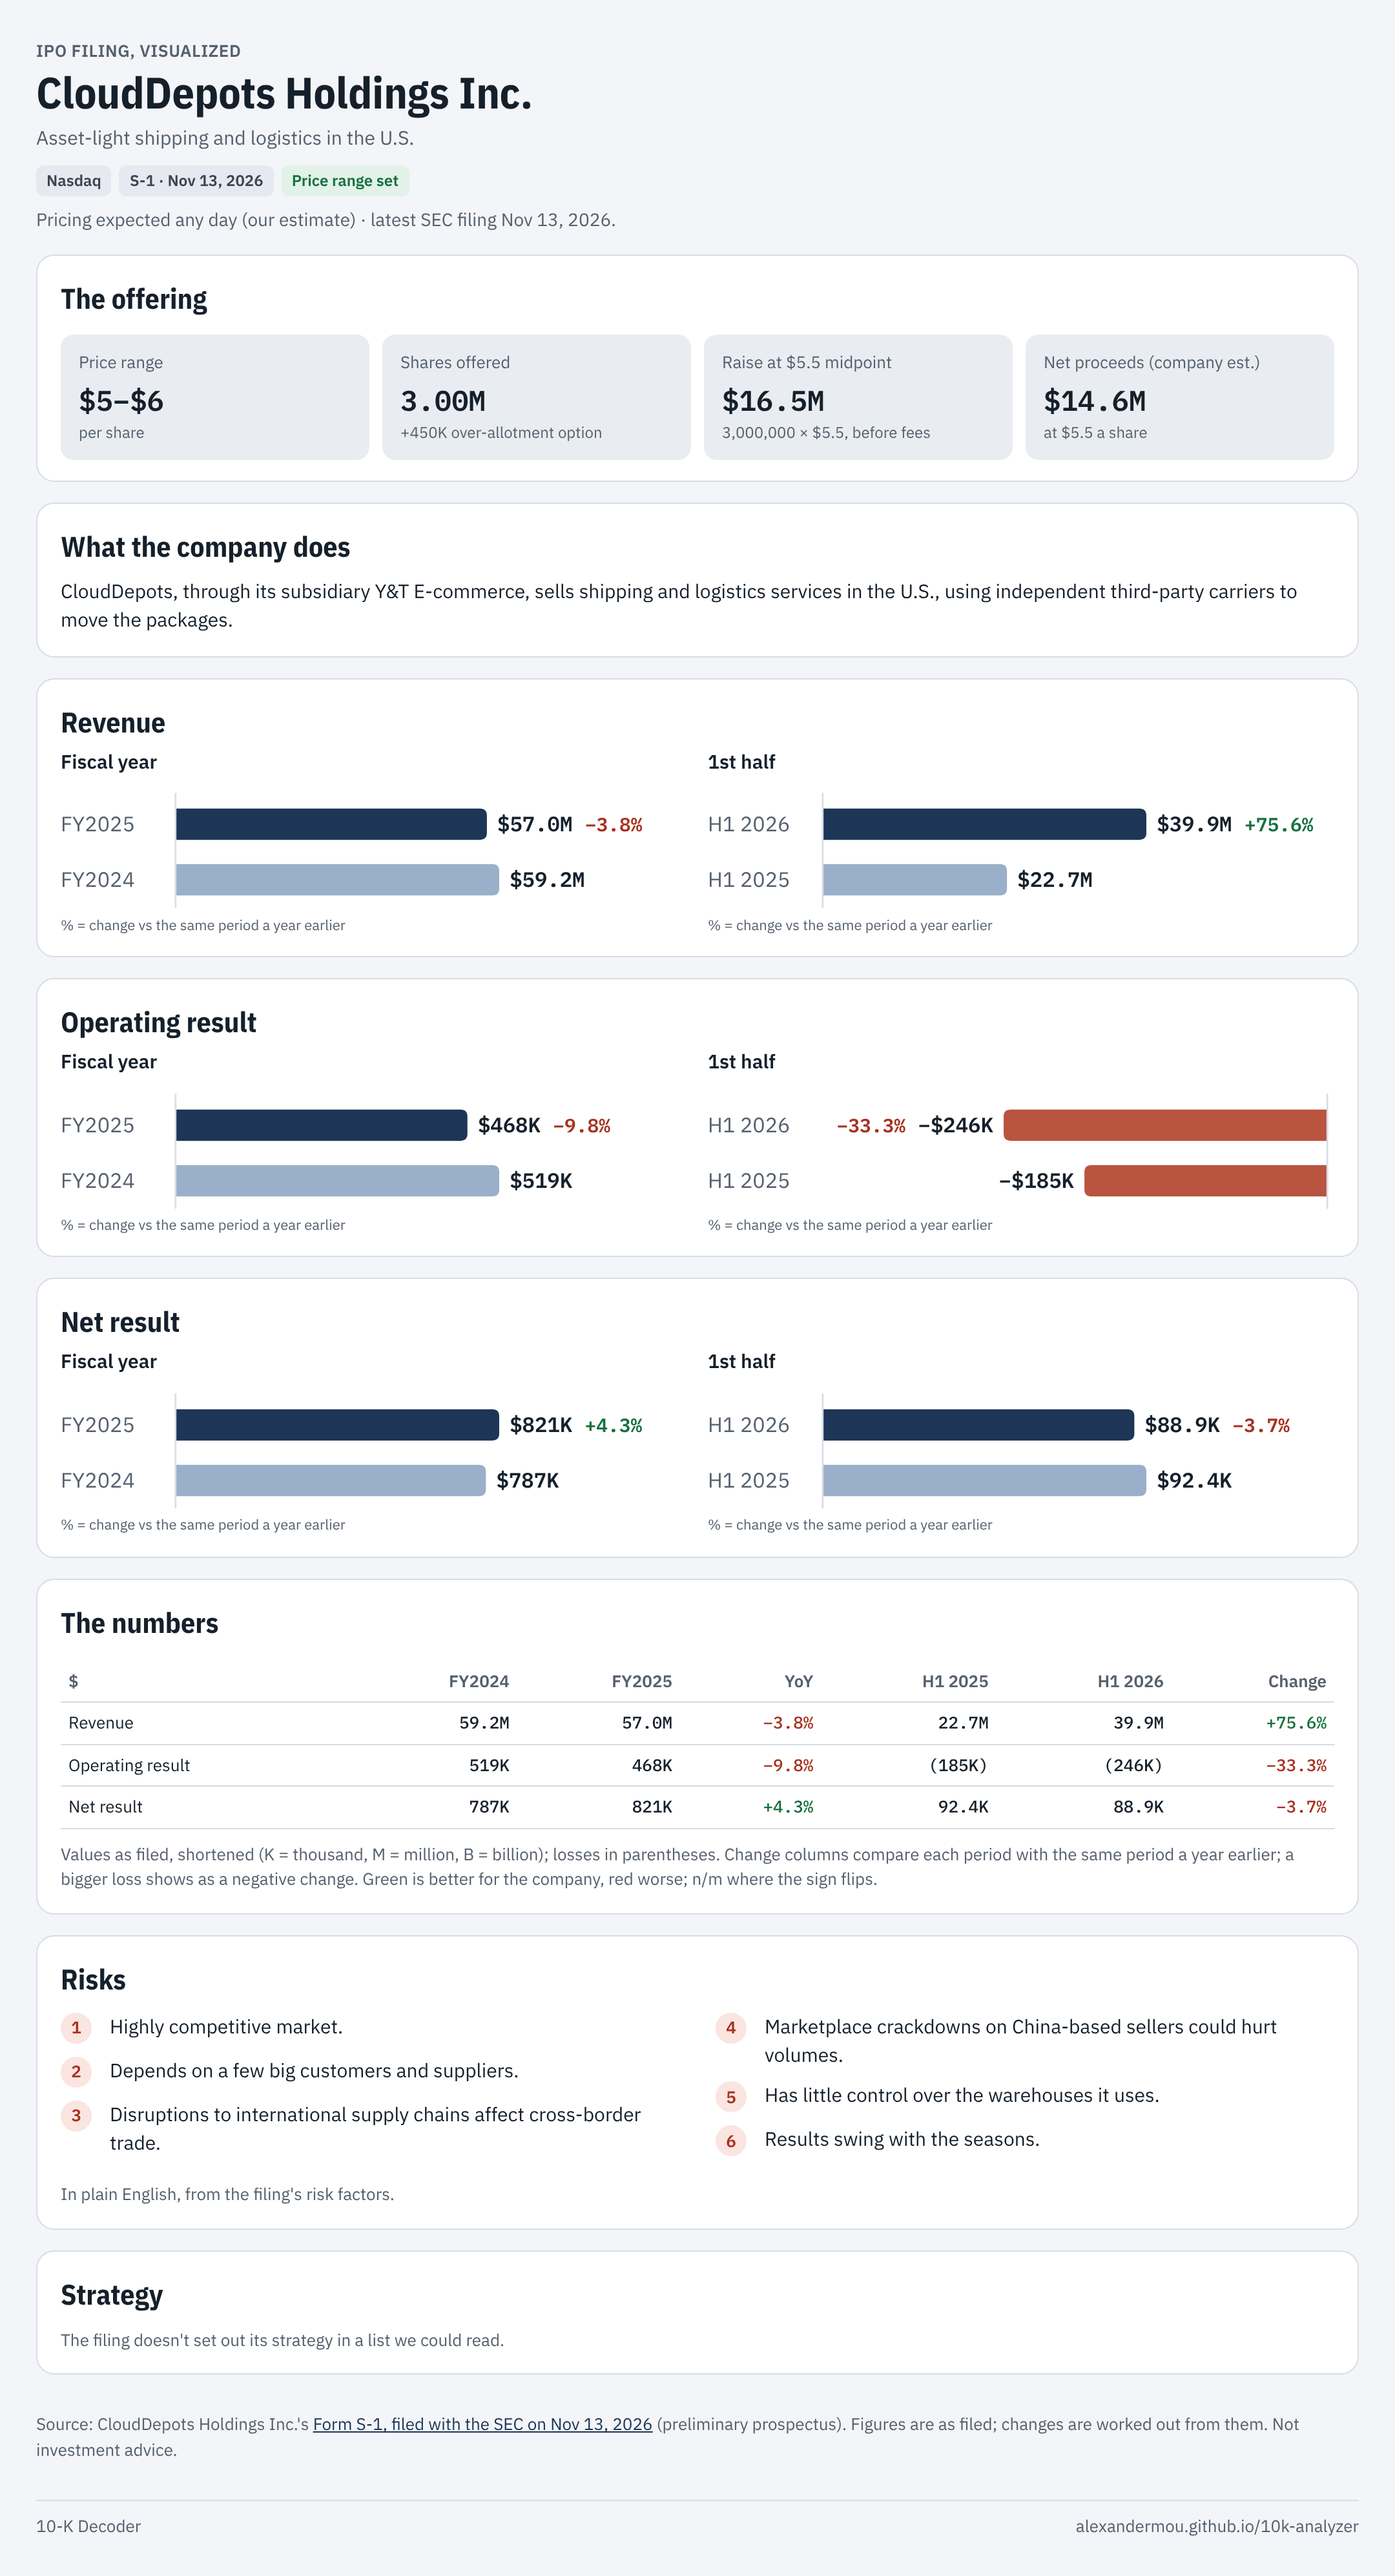 IPO FILING, VISUALIZED
CloudDepots Holdings Inc.
Asset-light shipping and logistics in the U.S.
Nasdaq S-1 · Nov 13, 2026 Price range set
Pricing expected any day (our estimate) · latest SEC filing Nov 13, 2026.
The offering
Price range
$5–$6
per share
Shares offered
3.00M
+450K over-allotment option
Raise at $5.5 midpoint
$16.5M
3,000,000 × $5.5, before fees
Net proceeds (company est.)
$14.6M
at $5.5 a share
What the company does
CloudDepots, through its subsidiary Y&T E-commerce, sells shipping and logistics services in the U.S., using independent third-party carriers to
move the packages.
Revenue
Fiscal year
FY2025 $57.0M −3.8%
FY2024 $59.2M
% = change vs the same period a year earlier
1st half
H1 2026 $39.9M +75.6%
H1 2025 $22.7M
% = change vs the same period a year earlier
Operating result
Fiscal year
FY2025 $468K −9.8%
FY2024 $519K
% = change vs the same period a year earlier
1st half
H1 2026 −33.3% −$246K
H1 2025 −$185K
% = change vs the same period a year earlier
Net result
Fiscal year
FY2025 $821K +4.3%
FY2024 $787K
% = change vs the same period a year earlier
1st half
H1 2026 $88.9K −3.7%
H1 2025 $92.4K
% = change vs the same period a year earlier
The numbers
$ FY2024 FY2025 YoY H1 2025 H1 2026 Change
Revenue 59.2M 57.0M −3.8% 22.7M 39.9M +75.6%
Operating result 519K 468K −9.8% (185K) (246K) −33.3%
Net result 787K 821K +4.3% 92.4K 88.9K −3.7%
Values as filed, shortened (K = thousand, M = million, B = billion); losses in parentheses. Change columns compare each period with the same period a year earlier; a
bigger loss shows as a negative change. Green is better for the company, red worse; n/m where the sign flips.
Risks
1 Highly competitive market.
2 Depends on a few big customers and suppliers.
3 Disruptions to international supply chains affect cross-border
trade.
4 Marketplace crackdowns on China-based sellers could hurt
volumes.
5 Has little control over the warehouses it uses.
6 Results swing with the seasons.
In plain English, from the filing's risk factors.
Strategy
The filing doesn't set out its strategy in a list we could read.
Source: CloudDepots Holdings Inc.'s Form S-1, filed with the SEC on Nov 13, 2026 (preliminary prospectus). Figures are as filed; changes are worked out from them. Not
investment advice.
10-K Decoder
alexandermou.github.io/10k-analyzer